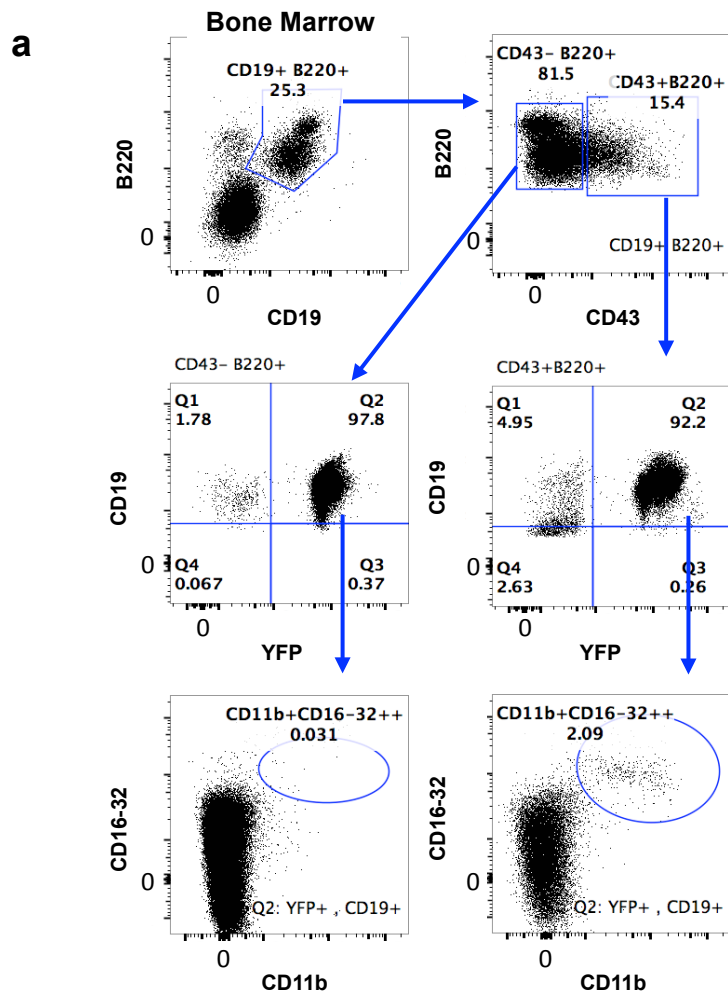 a
Bone Marrow
CD19+ B220+
25.3
B220
0
0
CD19
CD43- B220+
81.5
CD43+B220+
15.4
B220
0
CD19+ B220+
0
CD43
CD43- B220+
Q1
1.78
Q2
97.8
CD19
0
Q4
0.067
Q3
0.37
0
YFP
CD43+B220+
Q1
4.95
Q2
92.2
CD19
0
Q4
2.63
Q3
0.26
0
YFP
CD11b+CD16-32++
0.031
CD16-32
0
Q2: YFP+ , CD19+
0
CD11b
CD11b+CD16-32++
2.09
CD16-32
0
Q2: YFP+ , CD19+
0
CD11b